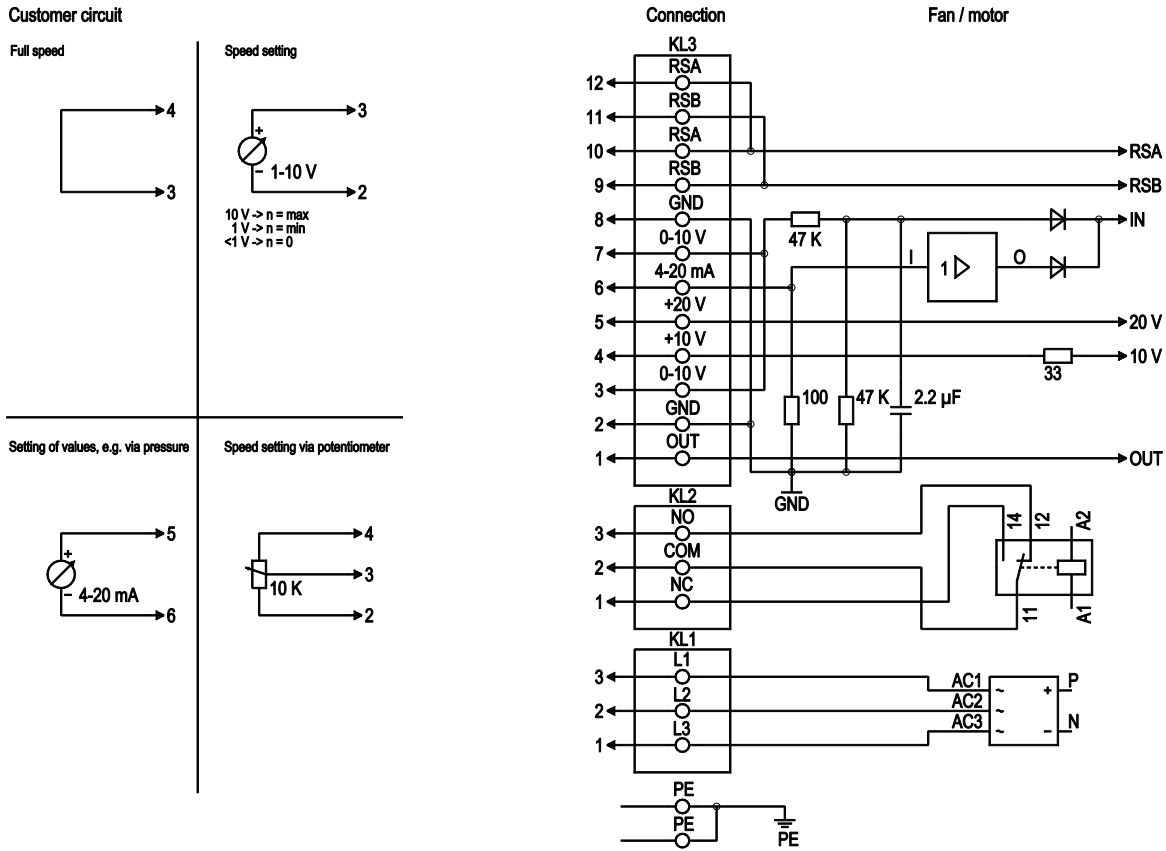 Customer circuit
Full speed
4
3
Speed setting
3
+
1-10 V
–
2
10 V -> n = max
1 V -> n = min
<1 V -> n = 0
Setting of values, e.g. via pressure
5
+
4-20 mA
–
6
Speed setting via potentiometer
4
3
10 K
2
Connection
Fan / motor
KL3
RSA
12
RSB
11
RSA
10
RSA
RSB
9
RSB
GND
8
47 K
IN
0-10 V
7
I
1
O
4-20 mA
6
+20 V
5
20 V
+10 V
4
33
10 V
0-10 V
3
100
47 K
2.2 µF
GND
2
OUT
1
OUT
GND
KL2
NO
3
COM
2
NC
1
14
12
A2
11
A1
KL1
L1
3
L2
2
L3
1
AC1
~
+
P
AC2
~
AC3
~
–
N
PE
PE
PE